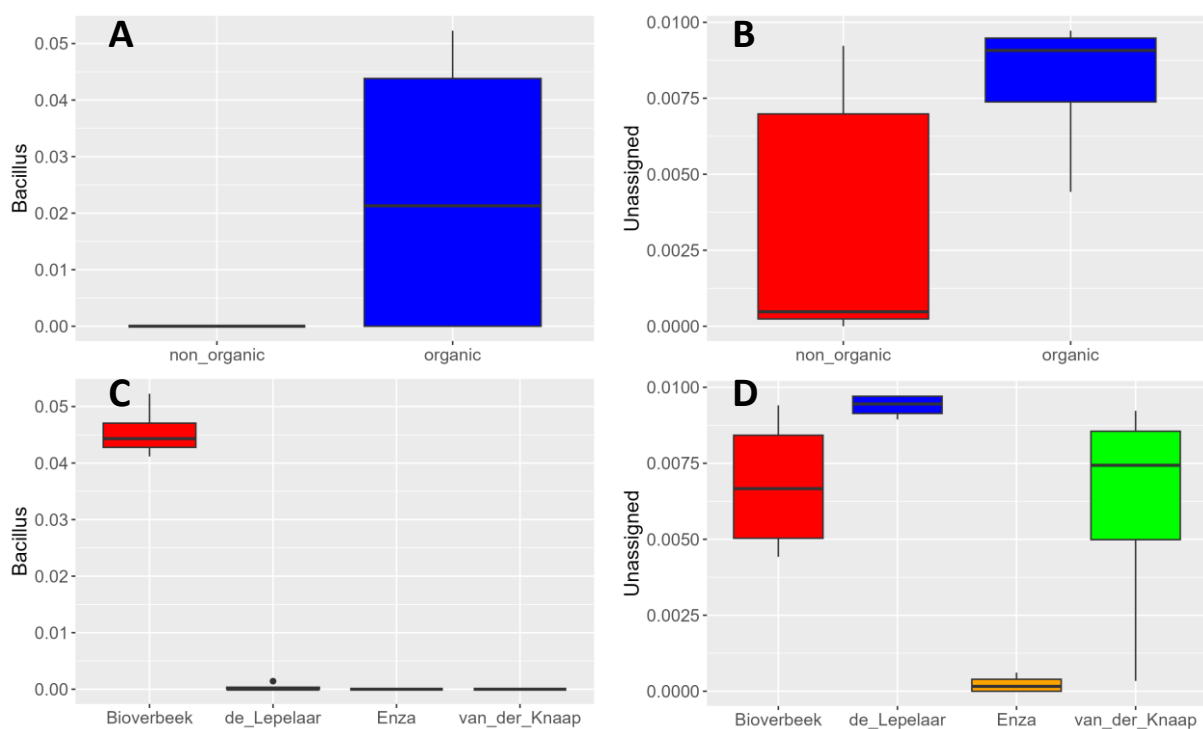 A
Bacillus
0.05
0.04
0.03
0.02
0.01
0.00
non_organic organic
B
Unassigned
0.0100
0.0075
0.0050
0.0025
0.0000
non_organic organic
C
Bacillus
0.05
0.04
0.03
0.02
0.01
0.00
Bioverbeek de_Lepelaar Enza van_der_Knaap
D
Unassigned
0.0100
0.0075
0.0050
0.0025
0.0000
Bioverbeek de_Lepelaar Enza van_der_Knaap